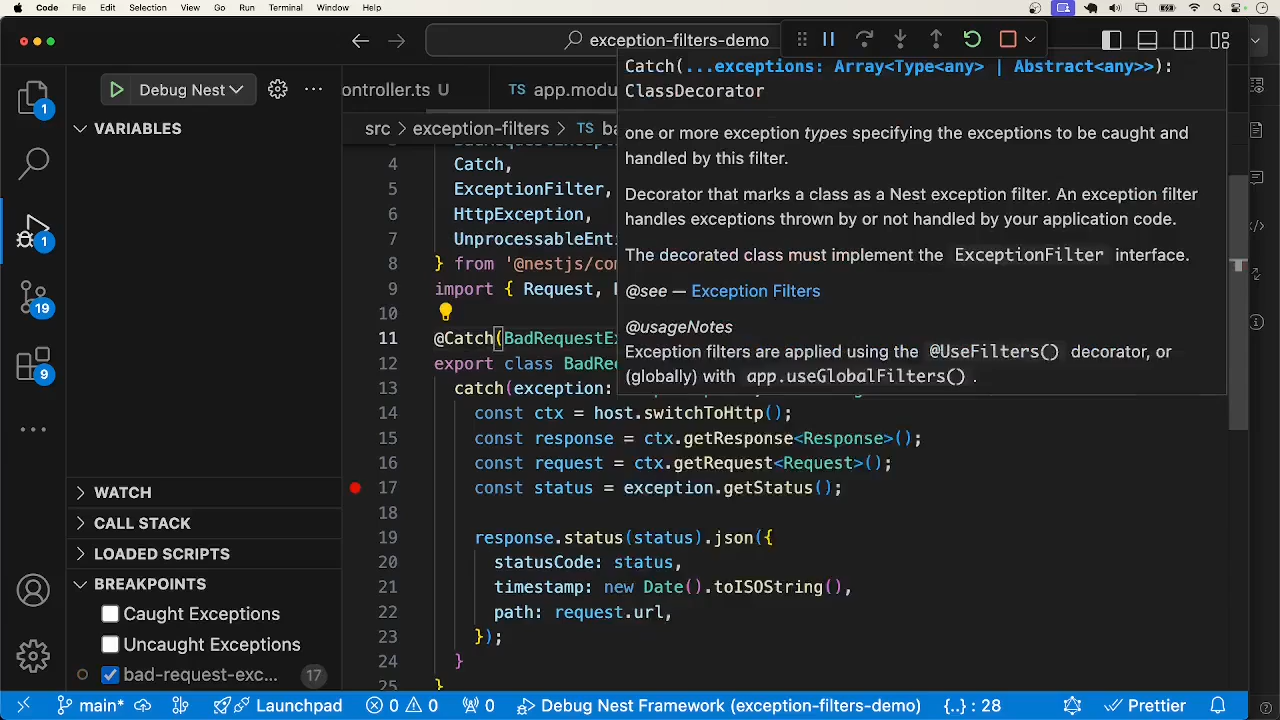 Code File Edit Selection View Go Run Terminal Window Help
exception-filters-demo
Debug Nest
VARIABLES
WATCH
CALL STACK
LOADED SCRIPTS
BREAKPOINTS
Caught Exceptions
Uncaught Exceptions
bad-request-exc... 17
1
1
19
9
ontroller.ts U
TS app.modu
src > exception-filters > TS ba
Catch(...exceptions: Array<Type<any> | Abstract<any>>):
ClassDecorator
one or more exception types specifying the exceptions to be caught and
handled by this filter.
Decorator that marks a class as a Nest exception filter. An exception filter
handles exceptions thrown by or not handled by your application code.
The decorated class must implement the ExceptionFilter interface.
@see — Exception Filters
@usageNotes
Exception filters are applied using the @UseFilters() decorator, or
(globally) with app.useGlobalFilters() .
4 Catch,
5 ExceptionFilter,
6 HttpException,
7 UnprocessableEnti
8 } from '@nestjs/com
9 import { Request,
10
11 @Catch(BadRequestEx
12 export class BadRe
13 catch(exception:
14 const ctx = host.switchToHttp();
15 const response = ctx.getResponse<Response>();
16 const request = ctx.getRequest<Request>();
17 const status = exception.getStatus();
18
19 response.status(status).json({
20 statusCode: status,
21 timestamp: new Date().toISOString(),
22 path: request.url,
23 });
24 }
25 }
main* Launchpad 0 0 0 Debug Nest Framework (exception-filters-demo) {..} : 28 Prettier